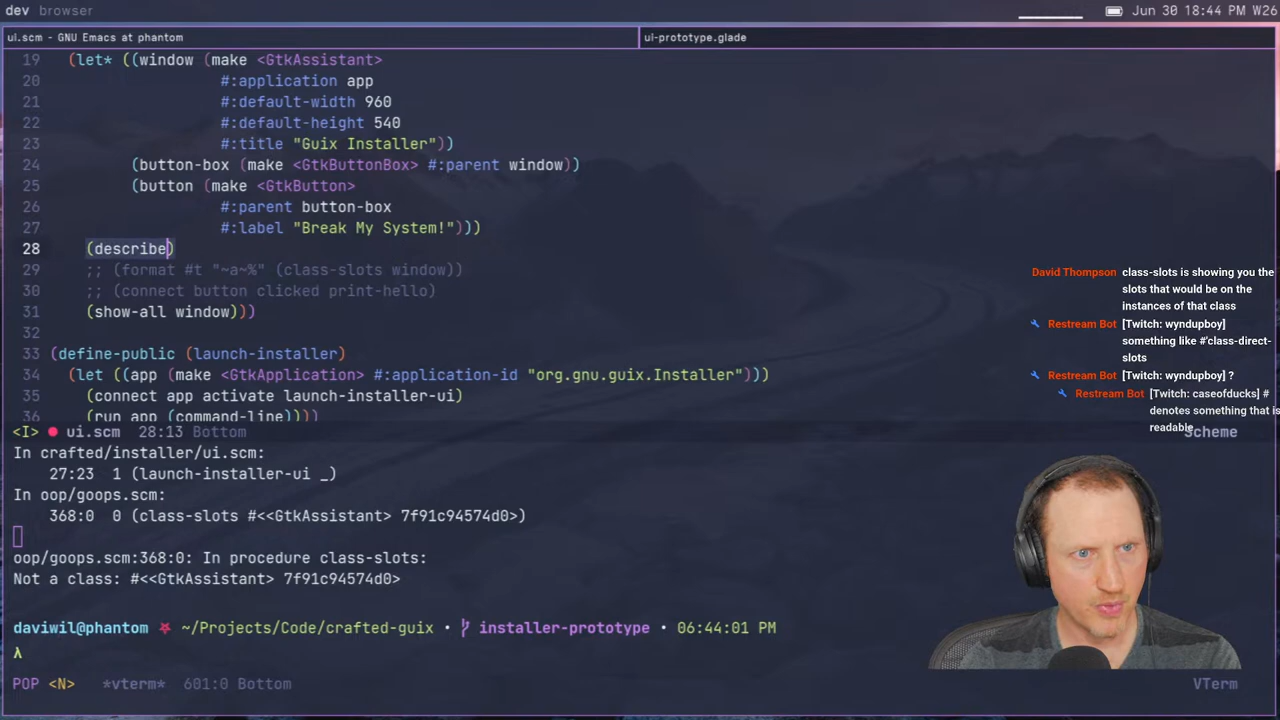 dev browser
Jun 30 18:44 PM W26
ui.scm - GNU Emacs at phantom
ui-prototype.glade
19 (let* ((window (make <GtkAssistant>
20 #:application app
21 #:default-width 960
22 #:default-height 540
23 #:title "Guix Installer"))
24 (button-box (make <GtkButtonBox> #:parent window))
25 (button (make <GtkButton>
26 #:parent button-box
27 #:label "Break My System!")))
28 (describe)
29 ;; (format #t "~a~%" (class-slots window))
30 ;; (connect button clicked print-hello)
31 (show-all window)))
32
33 (define-public (launch-installer)
34 (let ((app (make <GtkApplication> #:application-id "org.gnu.guix.Installer")))
35 (connect app activate launch-installer-ui)
36 (run app (command-line))))
<I> ui.scm 28:13 Bottom
Scheme
In crafted/installer/ui.scm:
27:23 1 (launch-installer-ui _)
In oop/goops.scm:
368:0 0 (class-slots #<<GtkAssistant> 7f91c94574d0>)
oop/goops.scm:368:0: In procedure class-slots:
Not a class: #<<GtkAssistant> 7f91c94574d0>
daviwil@phantom ~/Projects/Code/crafted-guix • installer-prototype • 06:44:01 PM
λ
POP <N> *vterm* 601:0 Bottom
VTerm
David Thompson class-slots is showing you the
slots that would be on the
instances of that class
Restream Bot [Twitch: wyndupboy]
something like #'class-direct-
slots
Restream Bot [Twitch: wyndupboy] ?
Restream Bot [Twitch: caseofducks] #
denotes something that is
readable